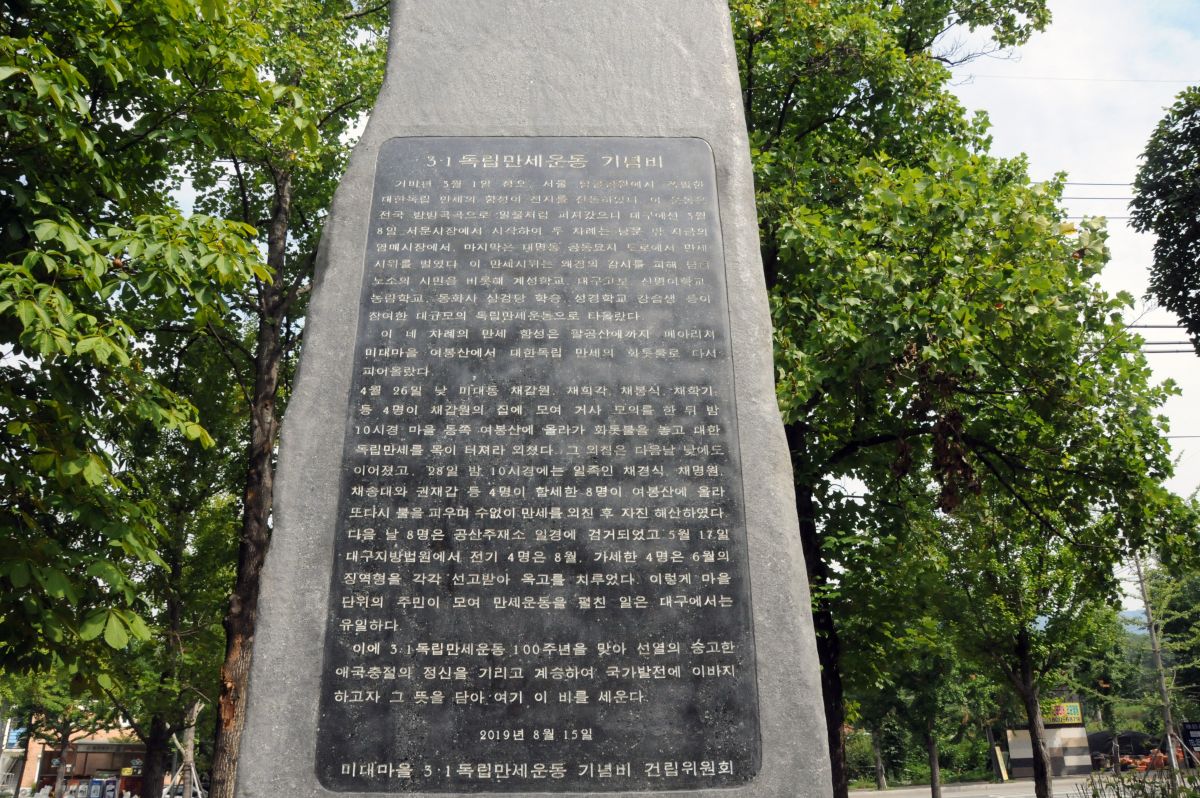 3·1 독립만세운동 기념비
기미년 3월 1일 정오, 서울 탑골공원에서 촉발한
대한독립 만세의 함성이 천지를 진동하였다. 이 운동은
전국 방방곡곡으로 일물처럼 퍼져갔으니 대구에선 3월
8일 서문시장에서 시작하여 두 차례는 남문 밖 지금의
염매시장에서, 마지막은 대명동 공동묘지 도로에서 만세
시위를 벌였다. 이 만세시위는 왜경의 감시를 피해 남녀
노소의 시민을 비롯해 계성학교, 대구고보, 신명여학교,
농림학교, 동화사 삼검당 학승, 성경학교 강습생 등이
참여한 대규모의 독립만세운동으로 타올랐다.
이 네 차례의 만세 함성은 팔공산에까지 메아리쳐
미대마을 여봉산에서 대한독립 만세의 횃불로 다시
피어올랐다.
4월 26일 낮 미대동 채갑원, 채희각, 채봉식, 채학기
등 4명이 채갑원의 집에 모여 거사 모의를 한 뒤 밤
10시경 마을 동쪽 여봉산에 올라가 화톳불을 놓고 대한
독립만세를 목이 터져라 외쳤다. 그 외침은 다음날 낮에도
이어졌고, 28일 밤 10시경에는 일족인 채경식, 채명원,
채송대와 권재갑 등 4명이 합세한 8명이 여봉산에 올라
또다시 불을 피우며 수없이 만세를 외친 후 자진 해산하였다.
다음 날 8명은 공산주재소 일경에 검거되었고 5월 17일
대구지방법원에서 전기 4명은 8월, 가세한 4명은 6월의
징역형을 각각 선고받아 옥고를 치루었다. 이렇게 마을
단위의 주민이 모여 만세운동을 펼친 일은 대구에서는
유일하다.
이에 3·1독립만세운동 100주년을 맞아 선열의 숭고한
애국충절의 정신을 기리고 계승하여 국가발전에 이바지
하고자 그 뜻을 담아 여기 이 비를 세운다.
2019년 8월 15일
미대마을 3·1독립만세운동 기념비 건립위원회